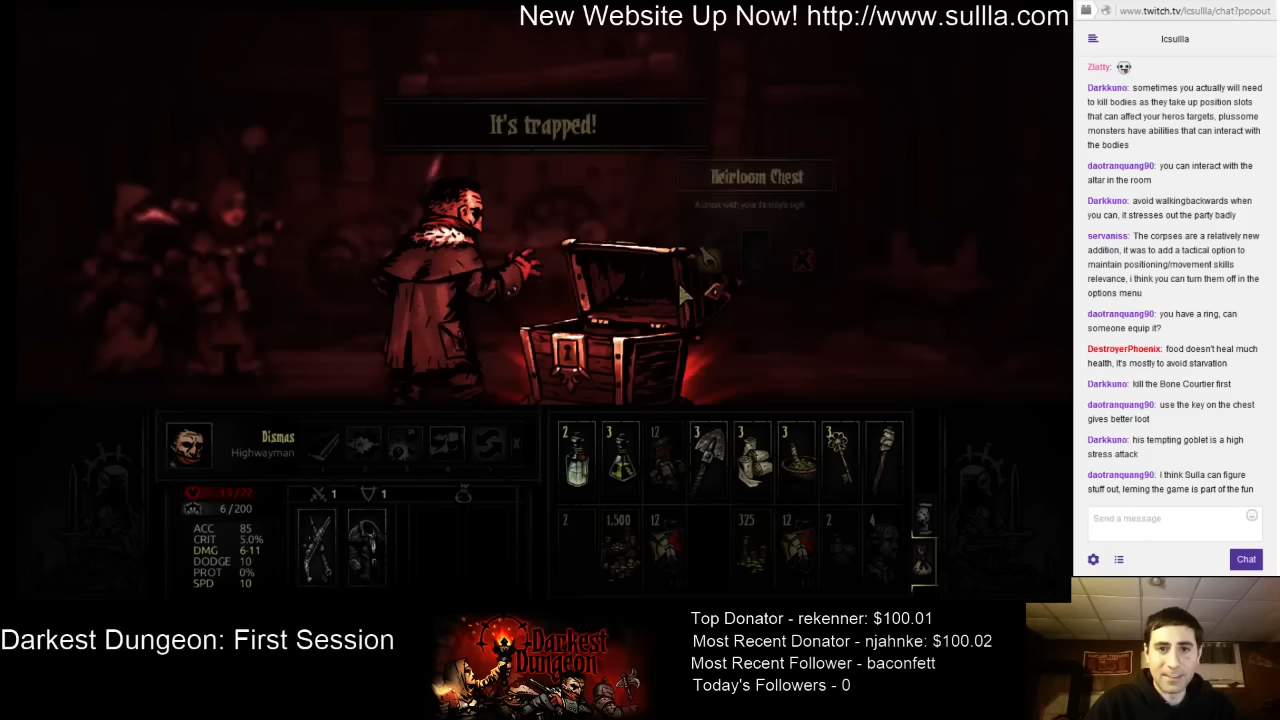 New Website Up Now! http://www.sullla.com
It's trapped!
Heirloom Chest
A chest with your family's sigil.
Dismas
Highwayman
13/22
6/200
ACC 85
CRIT 5.0%
DMG 6-11
DODGE 10
PROT 0%
SPD 10
1 1
2 3 12 3 3 3 3
2 1,500 12 325 12 2 4
Darkest Dungeon: First Session
Darkest
Dungeon
Top Donator - rekenner: $100.01
Most Recent Donator - njahnke: $100.02
Most Recent Follower - baconfett
Today's Followers - 0
www.twitch.tv/lcsullla/chat?popout
lcsullla
Zlatty:
Darkkuno: sometimes you actually will need
to kill bodies as they take up position slots
that can affect your heros targets, plussome
monsters have abilities that can interact with
the bodies
daotranquang90: you can interact with the
altar in the room
Darkkuno: avoid walkingbackwards when
you can, it stresses out the party badly
servaniss: The corpses are a relatively new
addition, it was to add a tactical option to
maintain positioning/movement skills
relevance, i think you can turn them off in the
options menu
daotranquang90: you have a ring, can
someone equip it?
DestroyerPhoenix: food doesn't heal much
health, it's mostly to avoid starvation
Darkkuno: kill the Bone Courtier first
daotranquang90: use the key on the chest
gives better loot
Darkkuno: his tempting goblet is a high
stress attack
daotranquang90: I think Sulla can figure
stuff out, lerning the game is part of the fun
Send a message
Chat